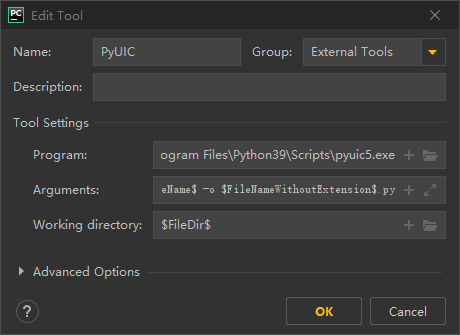 PC Edit Tool
Name: PyUIC Group: External Tools
Description:
Tool Settings
Program: ogram Files\Python39\Scripts\pyuic5.exe
Arguments: eName$ -o $FileNameWithoutExtension$.py
Working directory: $FileDir$
Advanced Options
? OK Cancel